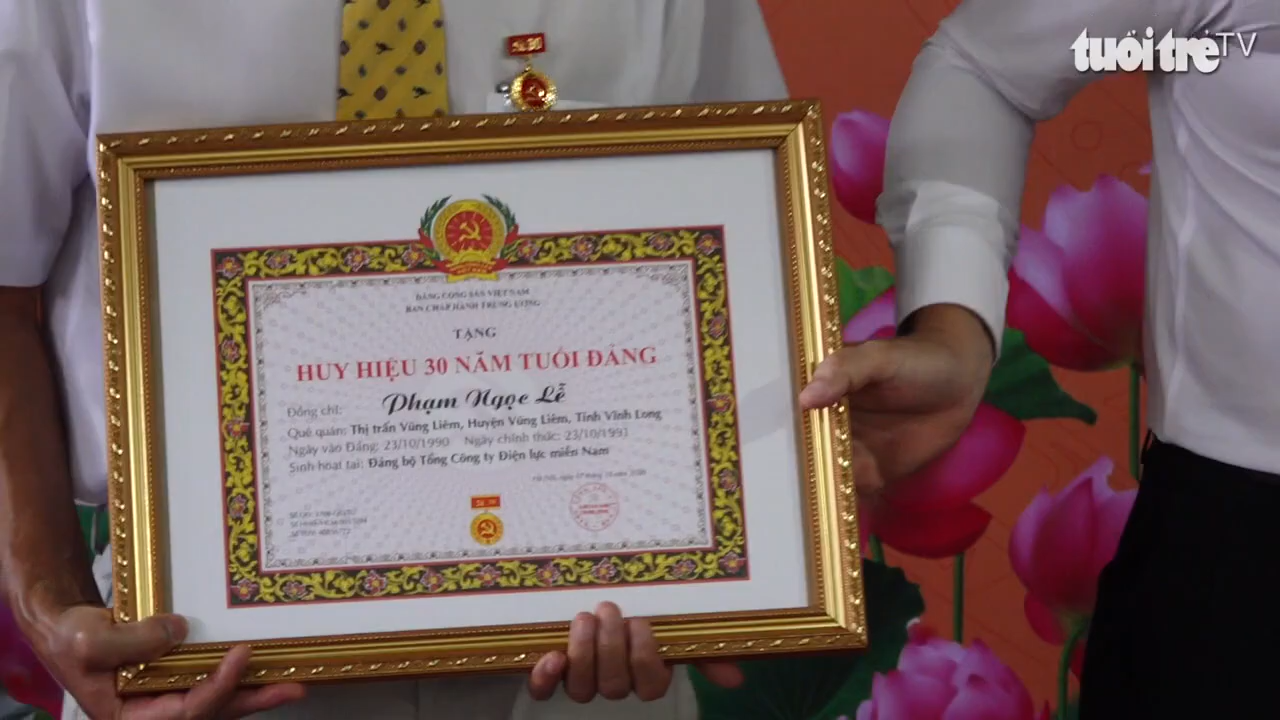 tuổi trẻ TV
ĐẢNG CỘNG SẢN VIỆT NAM
BAN CHẤP HÀNH TRUNG ƯƠNG
TẶNG
HUY HIỆU 30 NĂM TUỔI ĐẢNG
Đồng chí: Phạm Ngọc Lễ
Quê quán: Thị trấn Vũng Liêm, Huyện Vũng Liêm, Tỉnh Vĩnh Long
Ngày vào Đảng: 23/10/1990 Ngày chính thức: 23/10/1991
Sinh hoạt tại: Đảng bộ Tổng Công ty Điện lực miền Nam